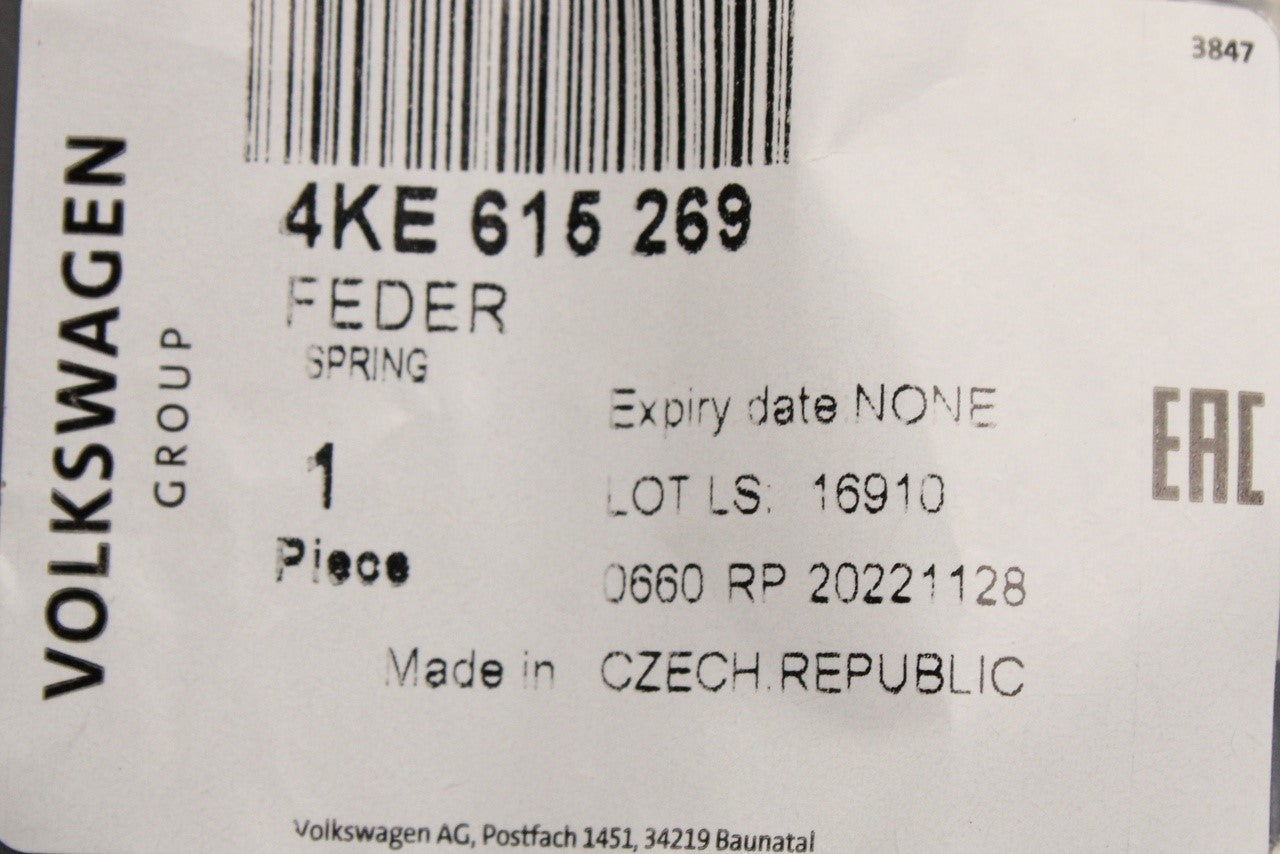 3847
VOLKSWAGEN
GROUP
4KE 615 269
FEDER
SPRING
1
Piece
Expiry date NONE
LOT LS: 16910
0660 RP 20221128
Made in CZECH.REPUBLIC
EAC
Volkswagen AG, Postfach 1451, 34219 Baunatal